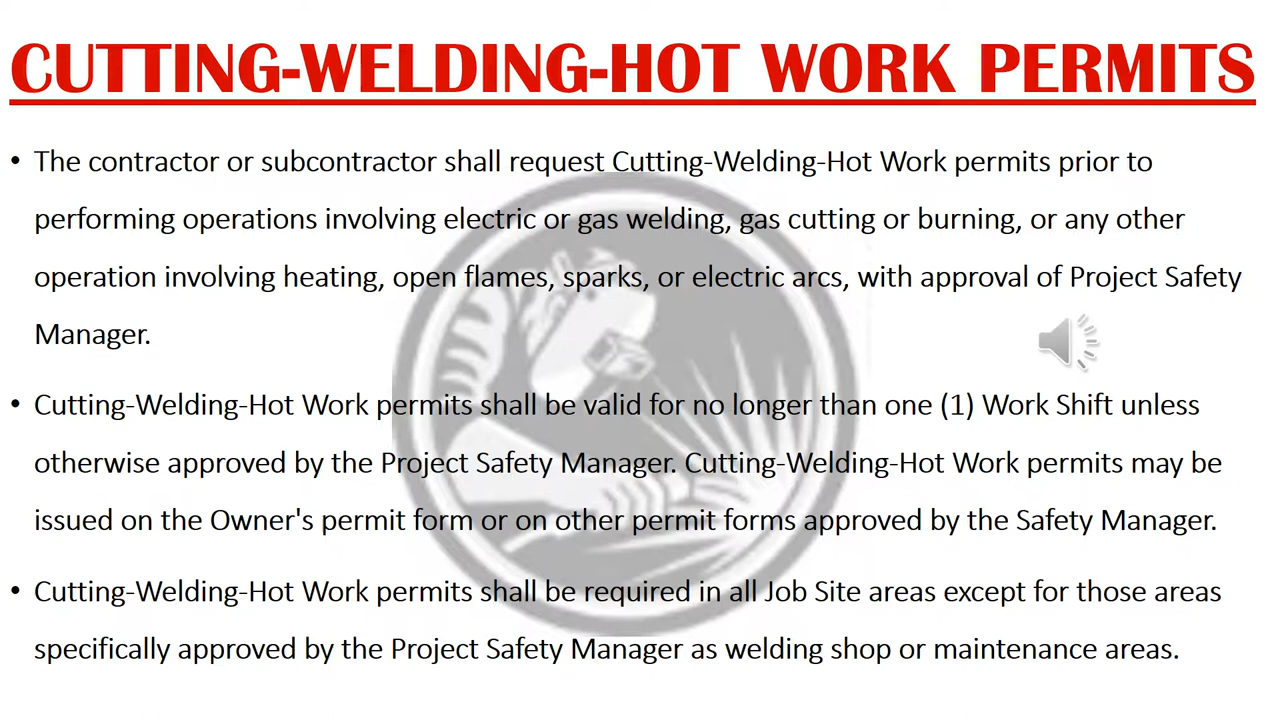 CUTTING-WELDING-HOT WORK PERMITS
• The contractor or subcontractor shall request Cutting-Welding-Hot Work permits prior to
performing operations involving electric or gas welding, gas cutting or burning, or any other
operation involving heating, open flames, sparks, or electric arcs, with approval of Project Safety
Manager.
• Cutting-Welding-Hot Work permits shall be valid for no longer than one (1) Work Shift unless
otherwise approved by the Project Safety Manager. Cutting-Welding-Hot Work permits may be
issued on the Owner's permit form or on other permit forms approved by the Safety Manager.
• Cutting-Welding-Hot Work permits shall be required in all Job Site areas except for those areas
specifically approved by the Project Safety Manager as welding shop or maintenance areas.